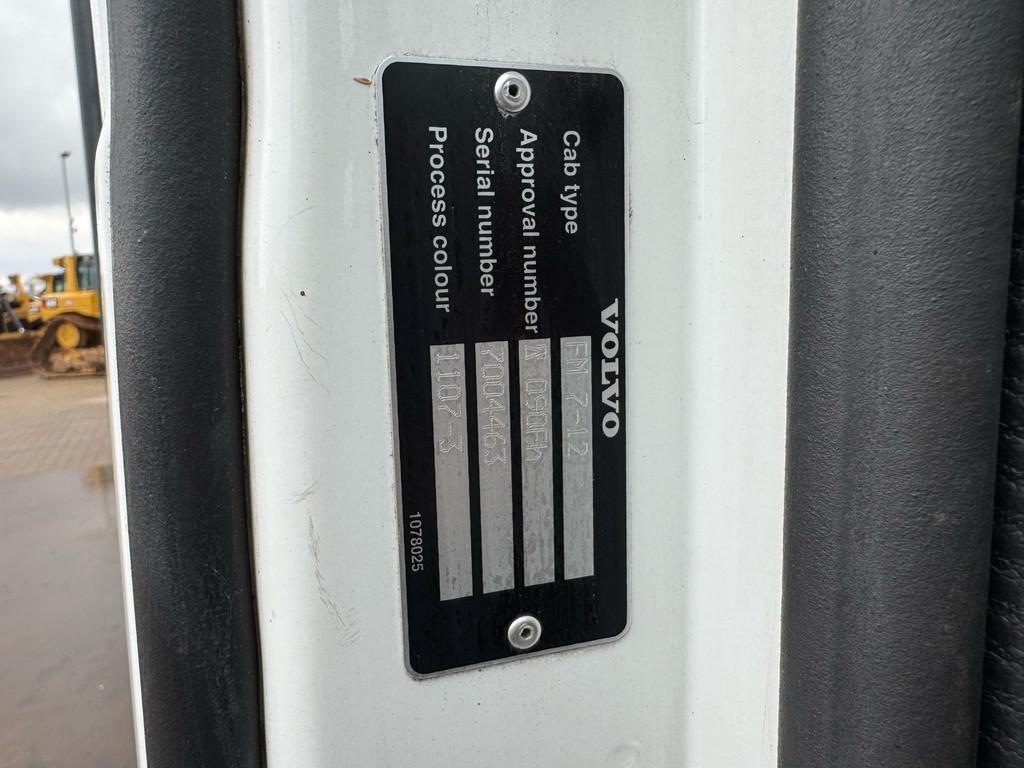 VOLVO
Cab type FM 7-12
Approval number
Serial number 7004463
Process colour 1107-3
1078025